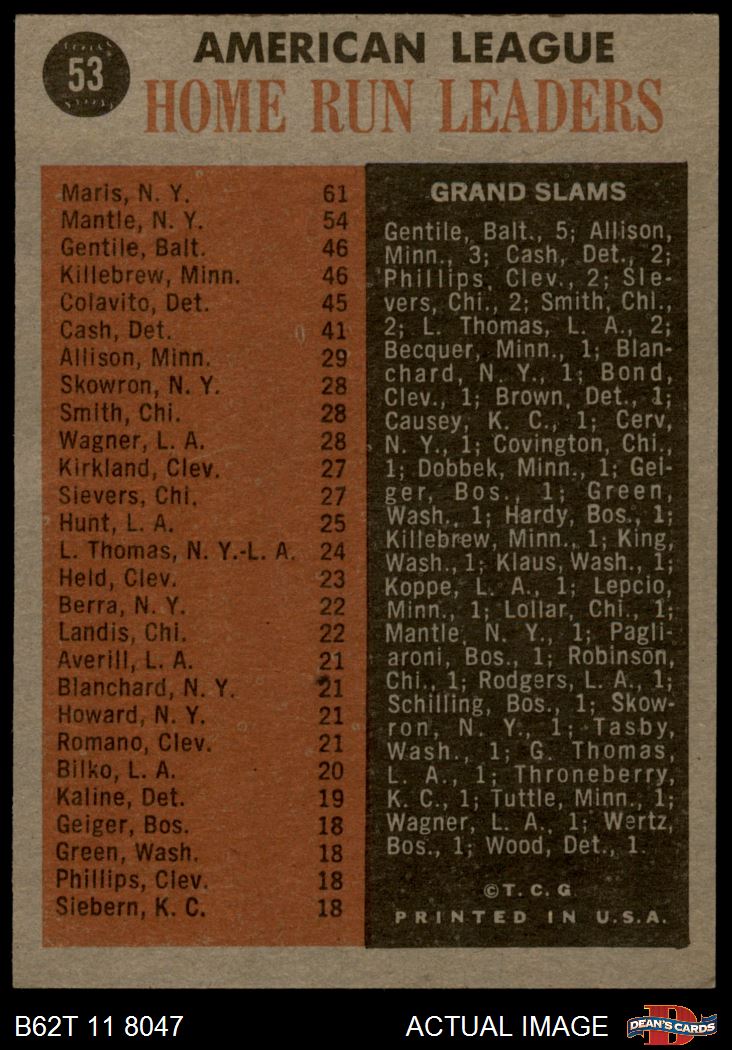 53
AMERICAN LEAGUE
HOME RUN LEADERS
Maris, N. Y. 61
Mantle, N. Y. 54
Gentile, Balt. 46
Killebrew, Minn. 46
Colavito, Det. 45
Cash, Det. 41
Allison, Minn. 29
Skowron, N. Y. 28
Smith, Chi. 28
Wagner, L. A. 28
Kirkland, Clev. 27
Sievers, Chi. 27
Hunt, L. A. 25
L. Thomas, N. Y.-L. A. 24
Held, Clev. 23
Berra, N. Y. 22
Landis, Chi. 22
Averill, L. A. 21
Blanchard, N. Y. 21
Howard, N. Y. 21
Romano, Clev. 21
Bilko, L. A. 20
Kaline, Det. 19
Geiger, Bos. 18
Green, Wash. 18
Phillips, Clev. 18
Siebern, K. C. 18
GRAND SLAMS
Gentile, Balt., 5; Allison,
Minn., 3; Cash, Det., 2;
Phillips, Clev., 2; Sie-
vers, Chi., 2; Smith, Chi.,
2; L. Thomas, L. A., 2;
Becquer, Minn., 1; Blan-
chard, N. Y., 1; Bond,
Clev., 1; Brown, Det., 1;
Causey, K. C., 1; Cerv,
N. Y., 1; Covington, Chi.,
1; Dobbek, Minn., 1; Gei-
ger, Bos., 1; Green,
Wash., 1; Hardy, Bos., 1;
Killebrew, Minn., 1; King,
Wash., 1; Klaus, Wash., 1;
Koppe, L. A., 1; Lepcio,
Minn., 1; Lollar, Chi., 1;
Mantle, N. Y., 1; Pagli-
aroni, Bos., 1; Robinson,
Chi., 1; Rodgers, L. A., 1;
Schilling, Bos., 1; Skow-
ron, N. Y., 1; Tasby,
Wash., 1; G. Thomas,
L. A., 1; Throneberry,
K. C., 1; Tuttle, Minn., 1;
Wagner, L. A., 1; Wertz,
Bos., 1; Wood, Det., 1.
©T. C. G
PRINTED IN U.S.A.
B62T 11 8047
ACTUAL IMAGE
DEAN'S CARDS